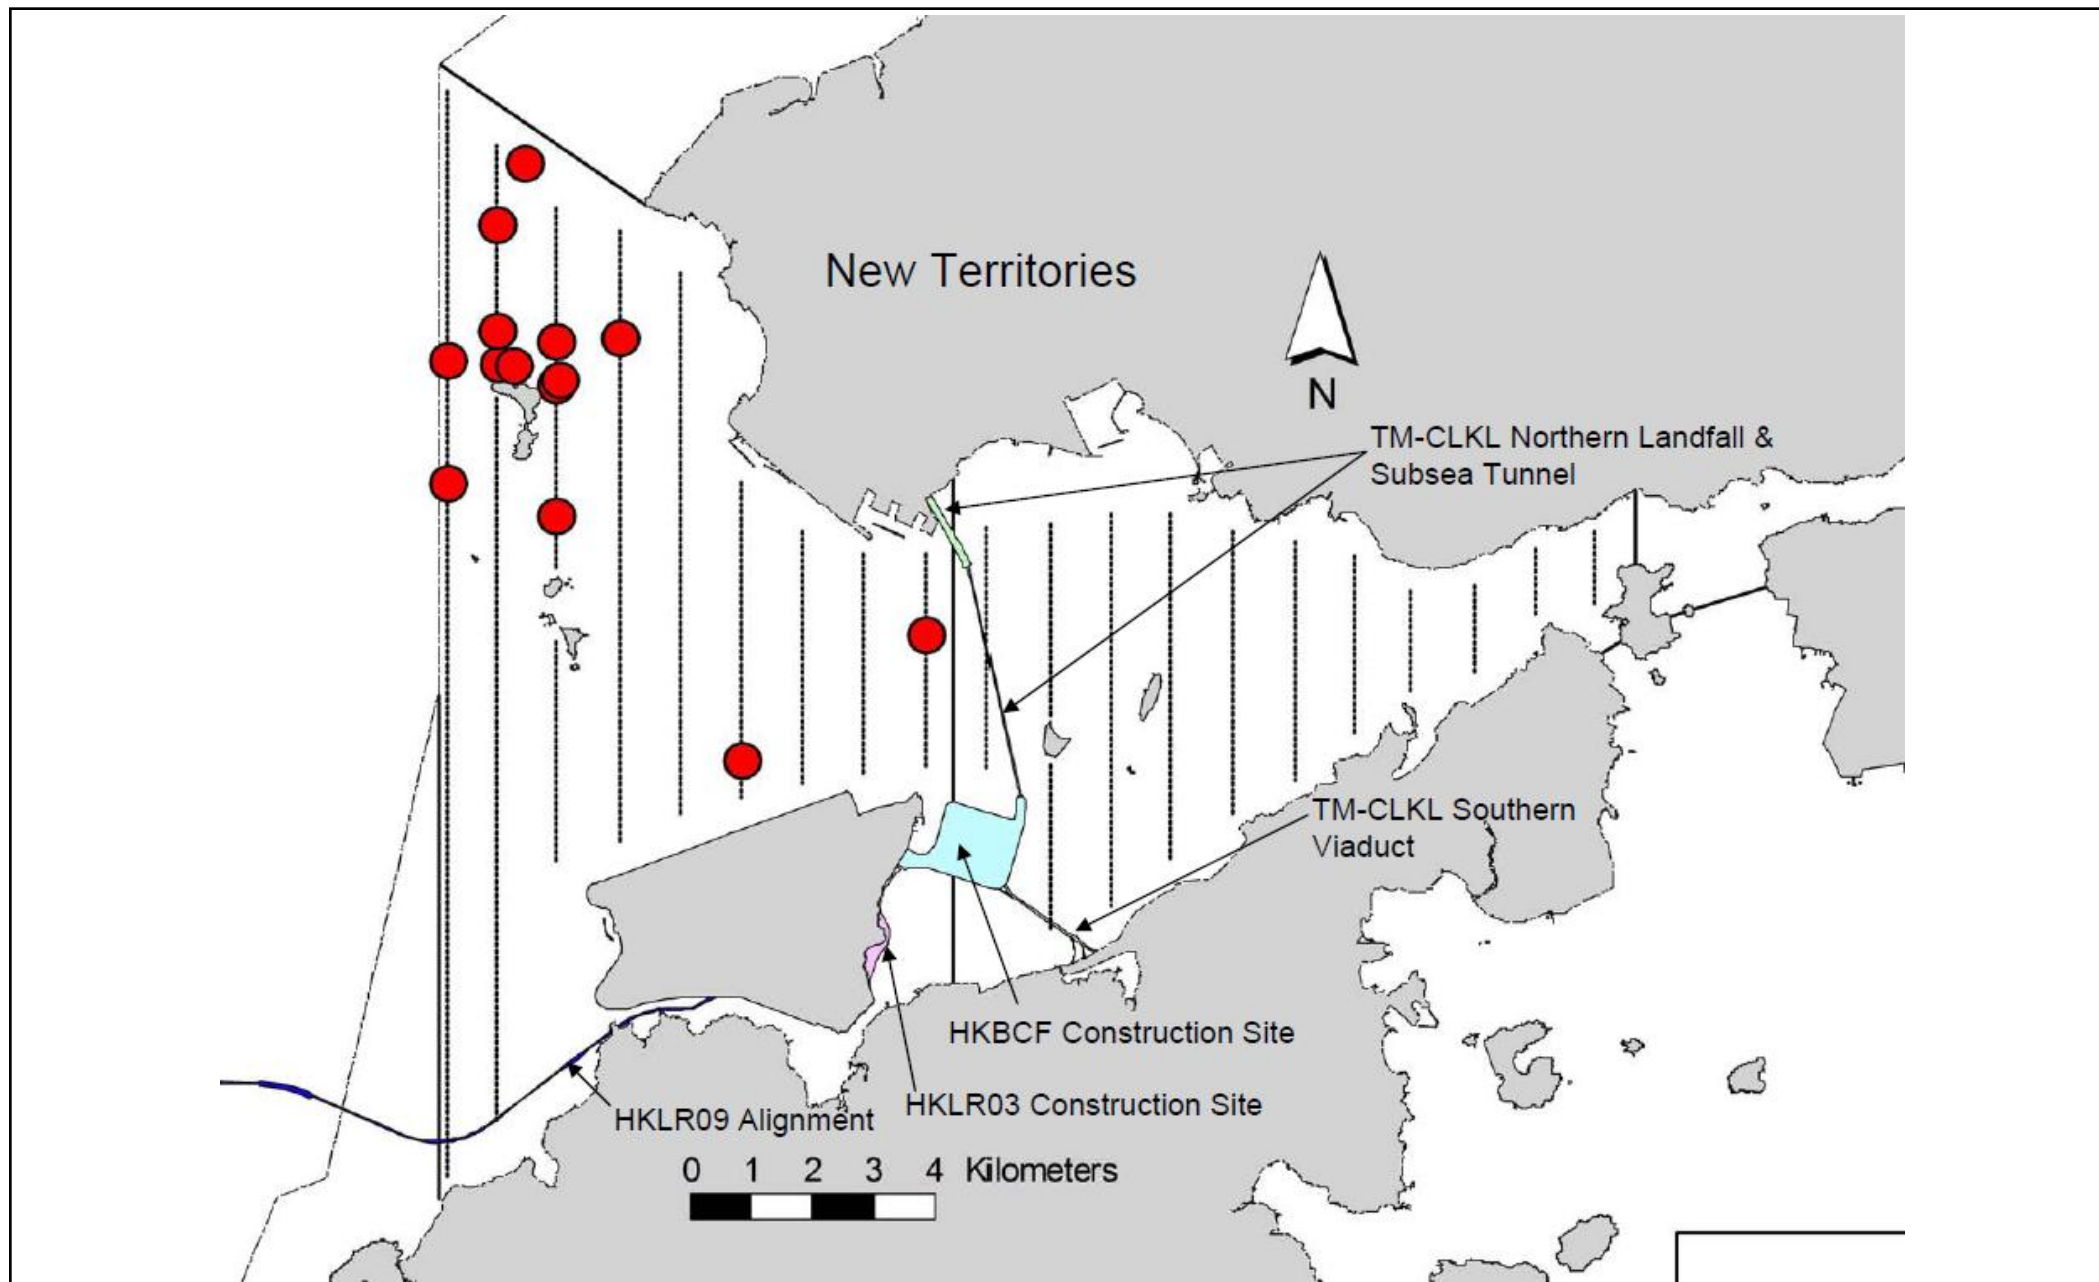 New Territories
N
TM-CLKL Northern Landfall &
Subsea Tunnel
TM-CLKL Southern
Viaduct
HKBCF Construction Site
HKLR03 Construction Site
HKLR09 Alignment
0 1 2 3 4 Kilometers